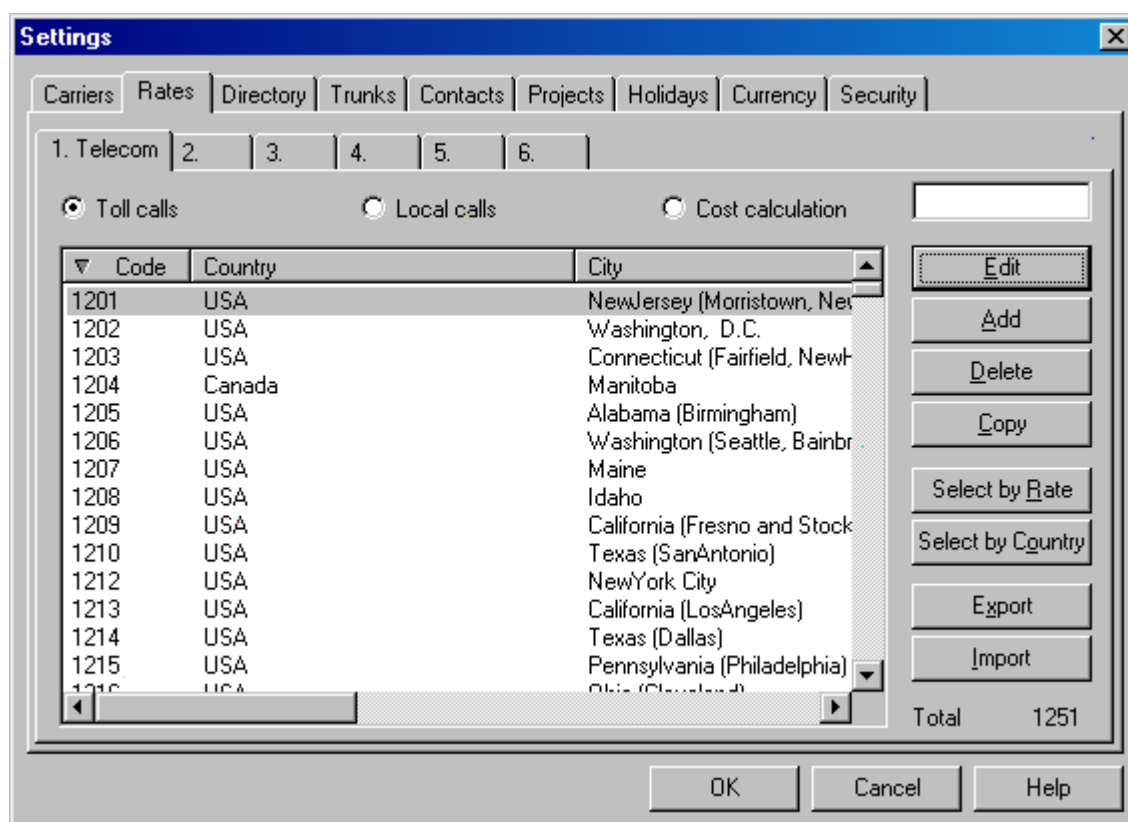 Settings
Carriers Rates Directory Trunks Contacts Projects Holidays Currency Security
1. Telecom 2. 3. 4. 5. 6.
Toll calls Local calls Cost calculation
Code Country City
1201 USA NewJersey (Morristown, New
1202 USA Washington, D.C.
1203 USA Connecticut (Fairfield, NewH
1204 Canada Manitoba
1205 USA Alabama (Birmingham)
1206 USA Washington (Seattle, Bainbr
1207 USA Maine
1208 USA Idaho
1209 USA California (Fresno and Stock
1210 USA Texas (SanAntonio)
1212 USA NewYork City
1213 USA California (LosAngeles)
1214 USA Texas (Dallas)
1215 USA Pennsylvania (Philadelphia)
1216 USA Ohio (Cleveland)
Edit
Add
Delete
Copy
Select by Rate
Select by Country
Export
Import
Total 1251
OK Cancel Help